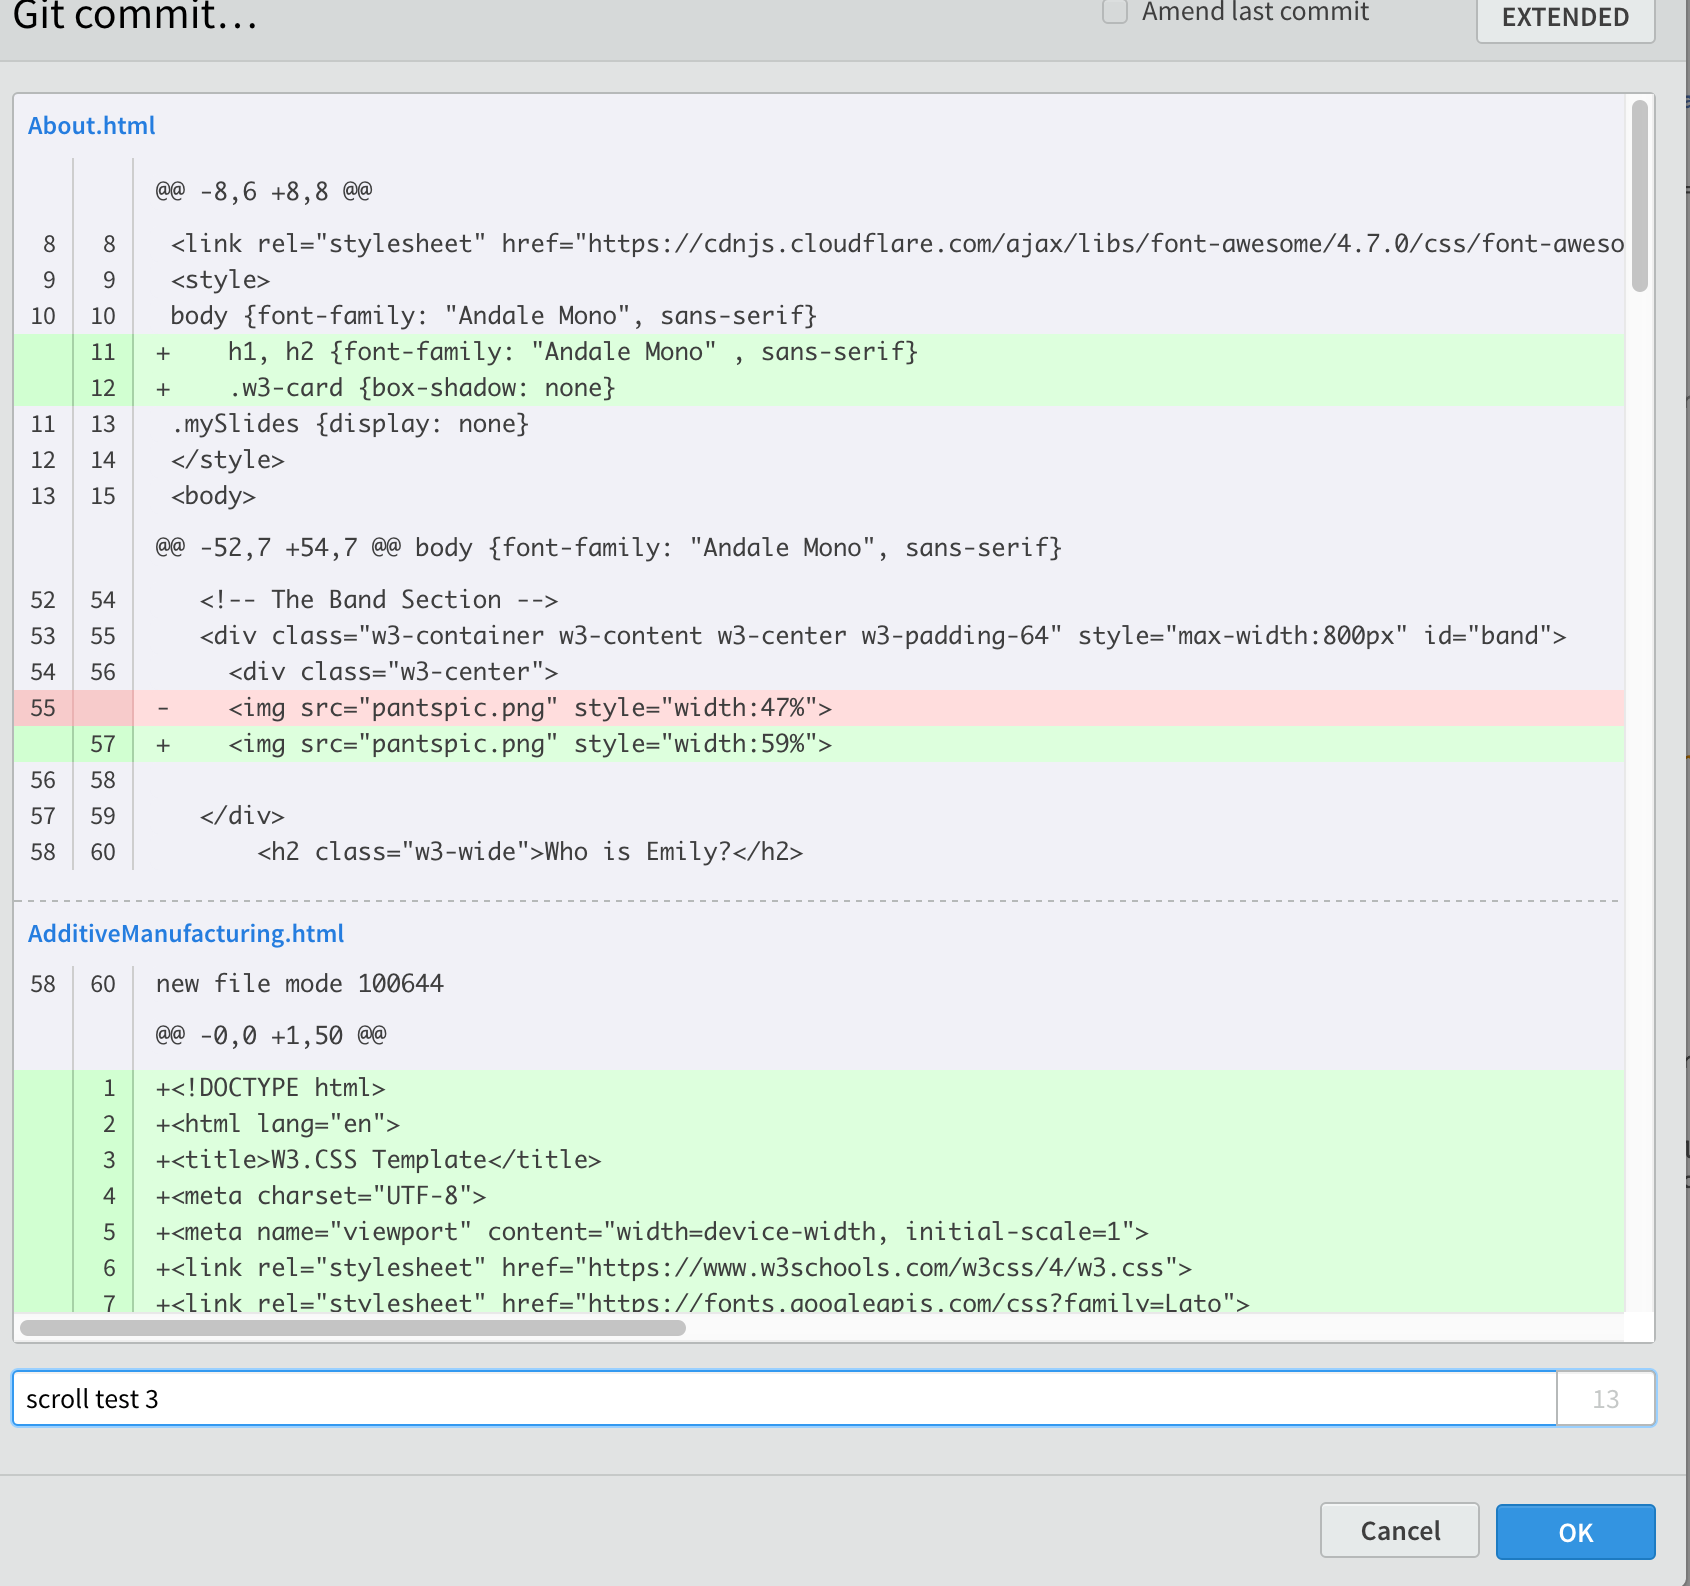 Git commit...
Amend last commit
EXTENDED
About.html
@@ -8,6 +8,8 @@
8 8 <link rel="stylesheet" href="https://cdnjs.cloudflare.com/ajax/libs/font-awesome/4.7.0/css/font-aweso
9 9 <style>
10 10 body {font-family: "Andale Mono", sans-serif}
11 + h1, h2 {font-family: "Andale Mono" , sans-serif}
12 + .w3-card {box-shadow: none}
11 13 .mySlides {display: none}
12 14 </style>
13 15 <body>
@@ -52,7 +54,7 @@ body {font-family: "Andale Mono", sans-serif}
52 54 <!-- The Band Section -->
53 55 <div class="w3-container w3-content w3-center w3-padding-64" style="max-width:800px" id="band">
54 56 <div class="w3-center">
55 - <img src="pantspic.png" style="width:47%">
57 + <img src="pantspic.png" style="width:59%">
56 58
57 59 </div>
58 60 <h2 class="w3-wide">Who is Emily?</h2>
AdditiveManufacturing.html
58 60 new file mode 100644
@@ -0,0 +1,50 @@
1 +<!DOCTYPE html>
2 +<html lang="en">
3 +<title>W3.CSS Template</title>
4 +<meta charset="UTF-8">
5 +<meta name="viewport" content="width=device-width, initial-scale=1">
6 +<link rel="stylesheet" href="https://www.w3schools.com/w3css/4/w3.css">
7 +<link rel="stylesheet" href="https://fonts.googleapis.com/css?family=Lato">
scroll test 3
13
Cancel
OK